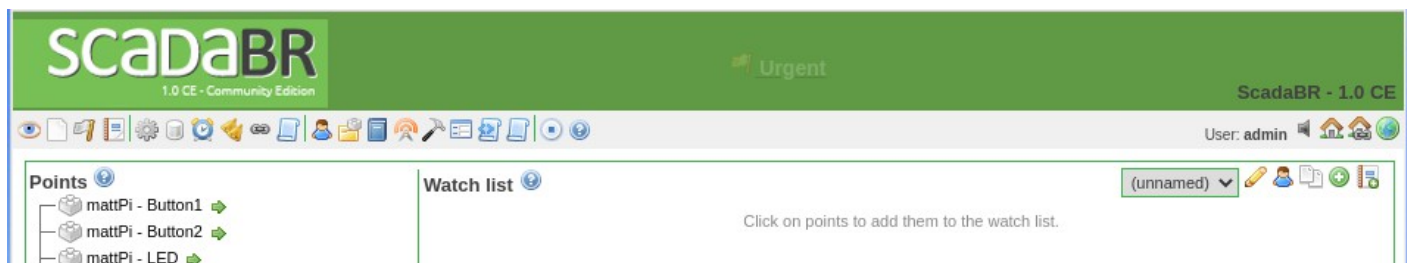 SCADABR
1.0 CE - Community Edition
Urgent
ScadaBR - 1.0 CE
User: admin
Points
mattPi - Button1
mattPi - Button2
mattPi - LED
Watch list
(unnamed)
Click on points to add them to the watch list.